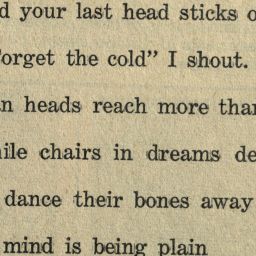 d your last head sticks o
orget the cold” I shout.
n heads reach more than
ile chairs in dreams de
dance their bones away
mind is being plain